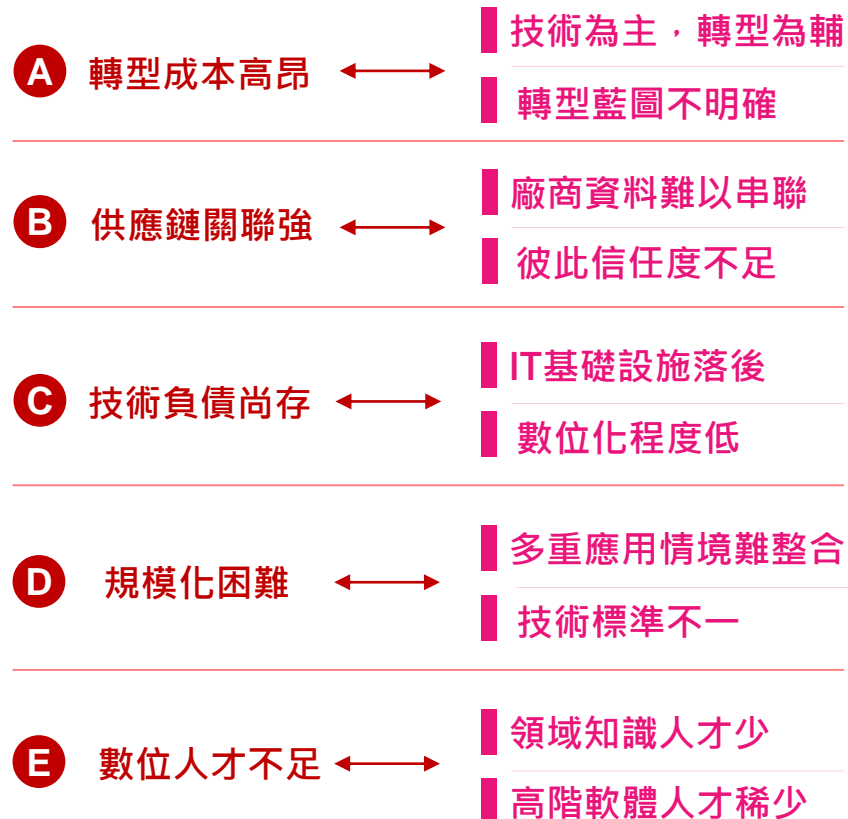 A 轉型成本高昂
技術為主，轉型為輔
轉型藍圖不明確
B 供應鏈關聯強
廠商資料難以串聯
彼此信任度不足
C 技術負債尚存
IT基礎設施落後
數位化程度低
D 規模化困難
多重應用情境難整合
技術標準不一
E 數位人才不足
領域知識人才少
高階軟體人才稀少